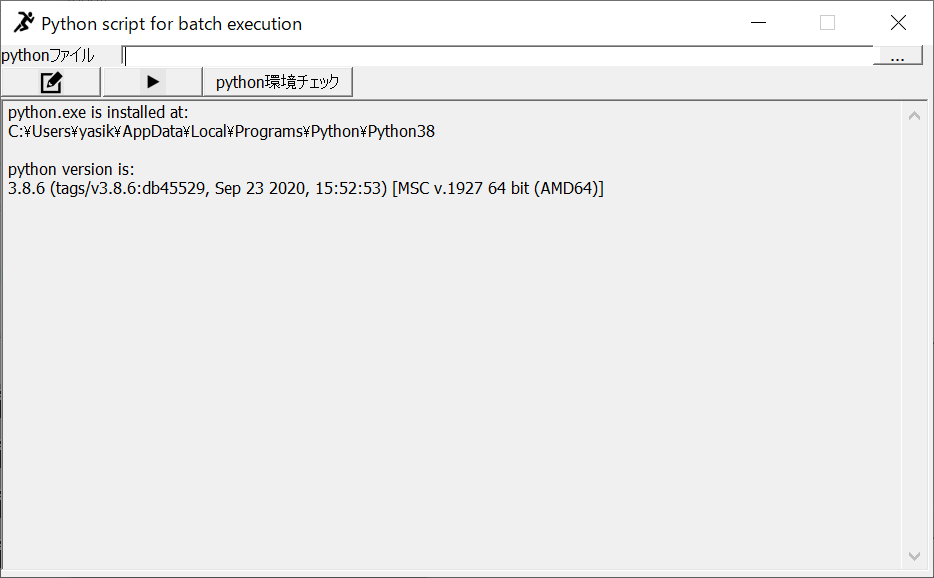 Python script for batch execution
pythonファイル
...
python環境チェック
python.exe is installed at:
C:¥Users¥yasik¥AppData¥Local¥Programs¥Python¥Python38
python version is:
3.8.6 (tags/v3.8.6:db45529, Sep 23 2020, 15:52:53) [MSC v.1927 64 bit (AMD64)]